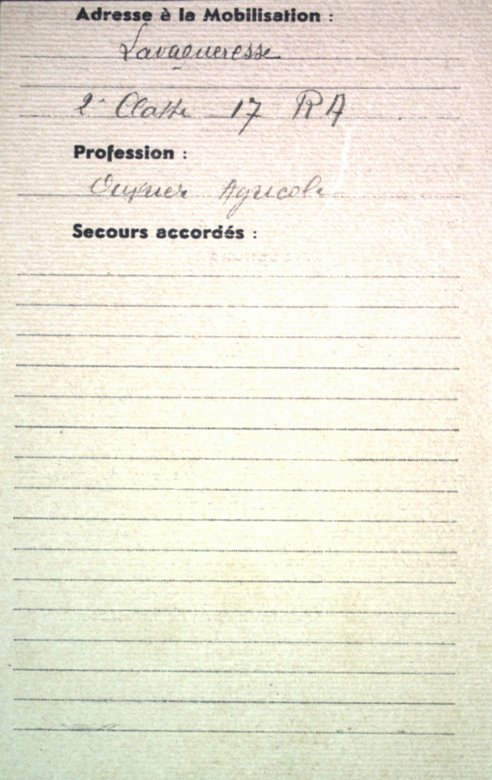 Adresse è la Mobilisation :
Lavaqueresse
2e Classe 17 RA
Profession :
Ouvrier Agricole
Secours accordés :